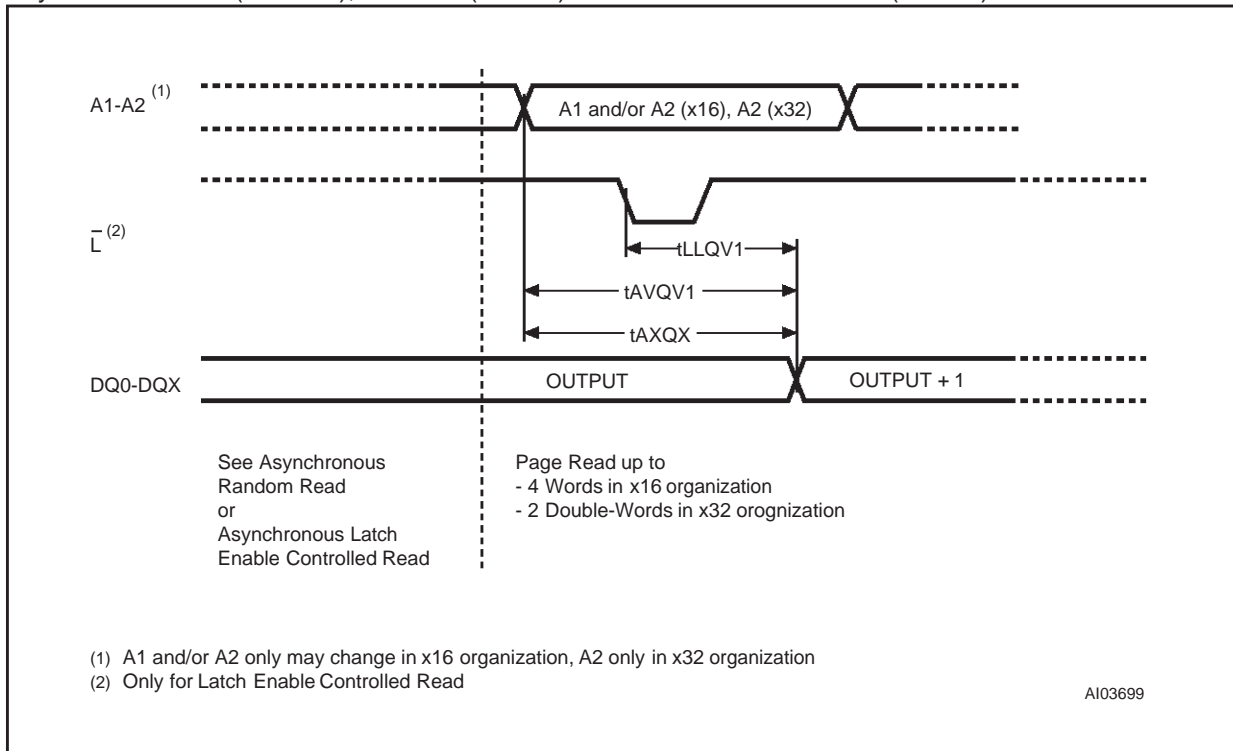 A1-A2 (1)
A1 and/or A2 (x16), A2 (x32)
L (2)
tLLQV1
tAVQV1
tAXQX
DQ0-DQX
OUTPUT
OUTPUT + 1
See Asynchronous
Random Read
or
Asynchronous Latch
Enable Controlled Read
Page Read up to
- 4 Words in x16 organization
- 2 Double-Words in x32 orognization
(1) A1 and/or A2 only may change in x16 organization, A2 only in x32 organization
(2) Only for Latch Enable Controlled Read
AI03699